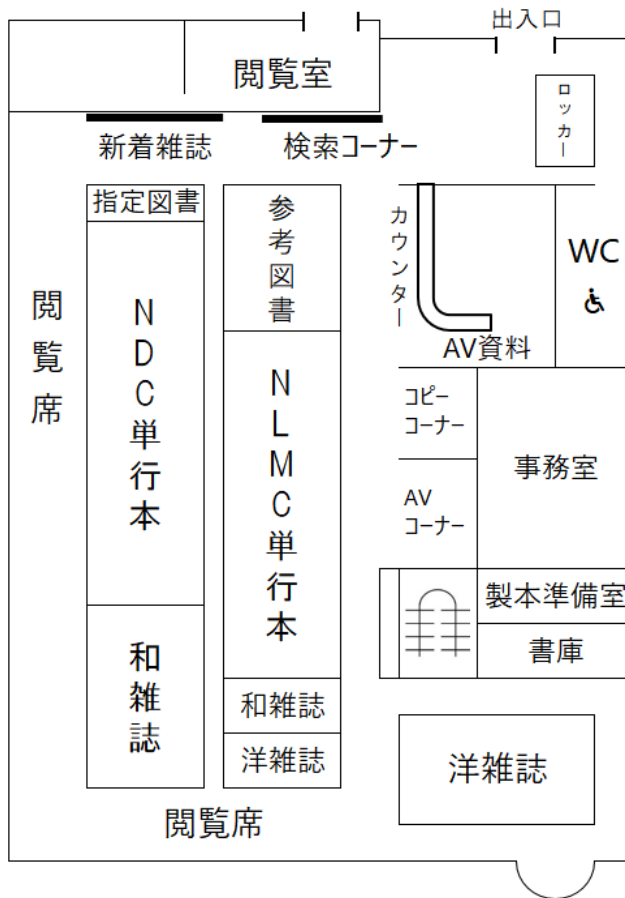 出入口
閲覧室
ロッカー
新着雑誌
検索コーナー
指定図書
参考図書
カウンター
WC
閲覧席
NDC単行本
AV資料
NLMC単行本
コピー
コーナー
事務室
AV
コーナー
製本準備室
書庫
和雑誌
和雑誌
洋雑誌
洋雑誌
閲覧席